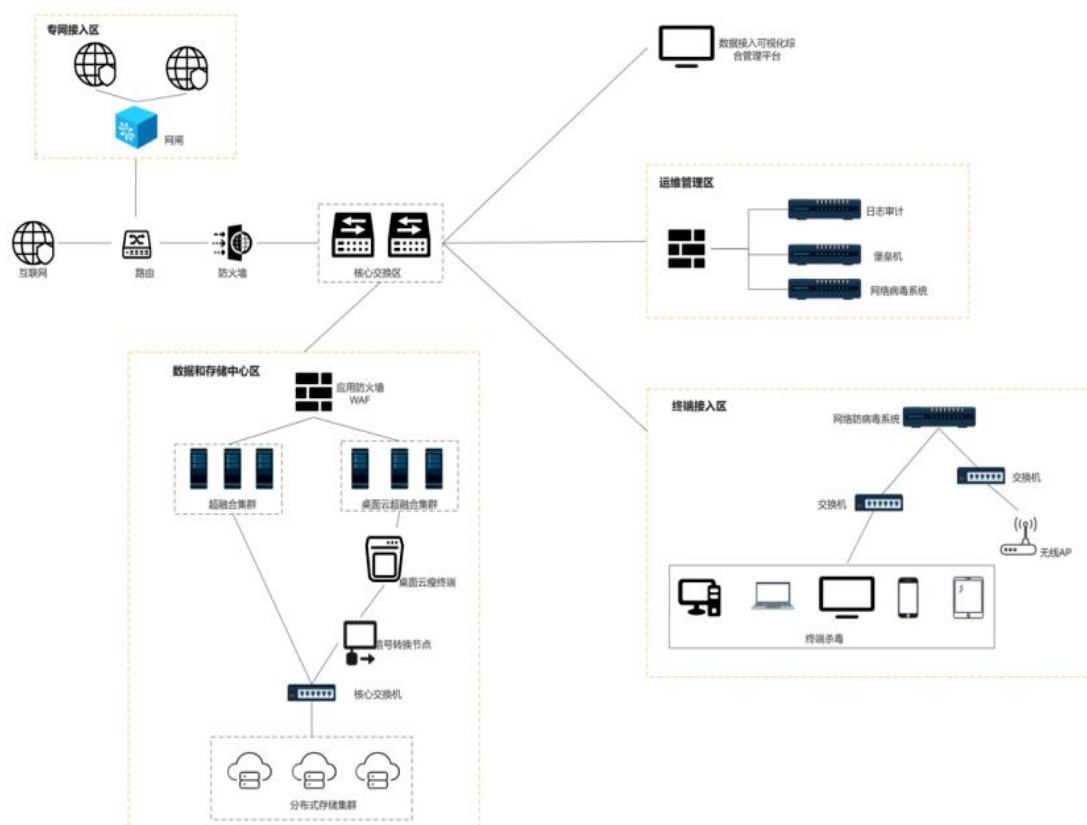 专网接入区
网闸
互联网
路由
防火墙
核心交换区
数据接入可视化综
合管理平台
运维管理区
日志审计
堡垒机
网络病毒系统
数据和存储中心区
应用防火墙
WAF
超融合集群
桌面云超融合集群
桌面云瘦终端
信号转换节点
核心交换机
分布式存储集群
终端接入区
网络防病毒系统
交换机
交换机
无线AP
终端杀毒